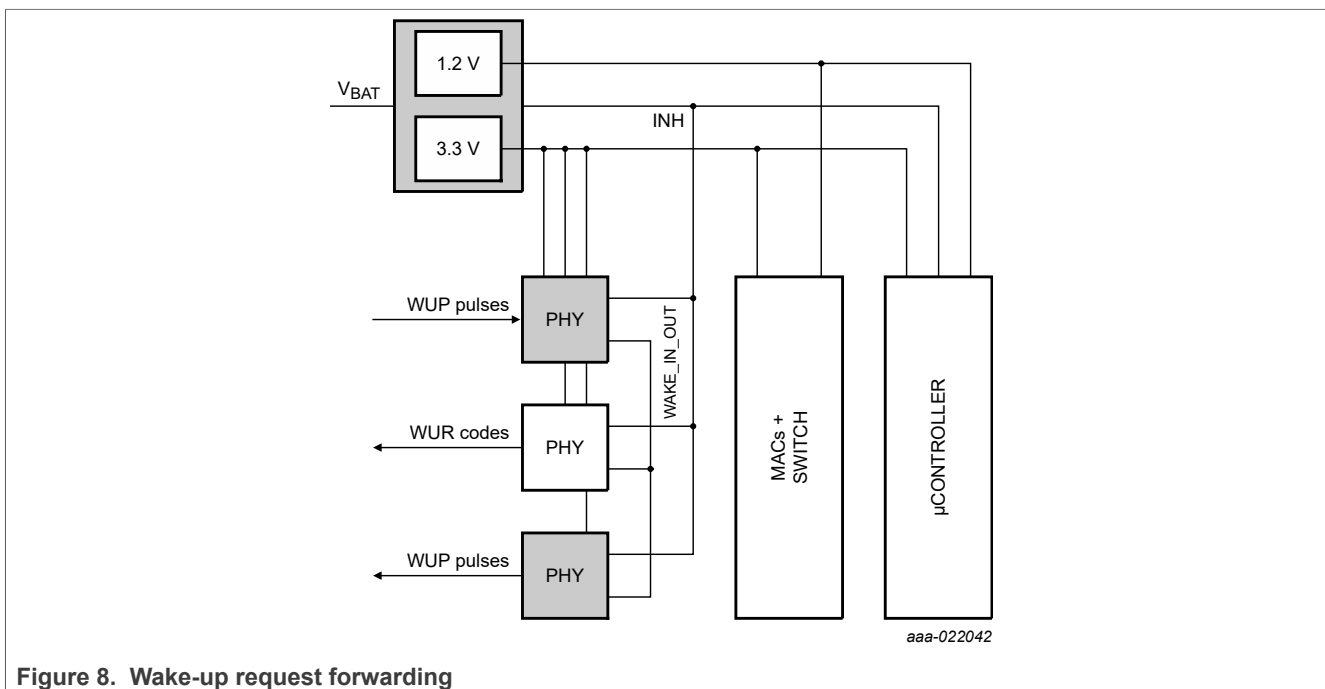 1.2 V
V_BAT
INH
3.3 V
WUP pulses
PHY
WAKE_IN_OUT
WUR codes
PHY
WUP pulses
PHY
MACs +
SWITCH
µCONTROLLER
aaa-022042
Figure 8. Wake-up request forwarding